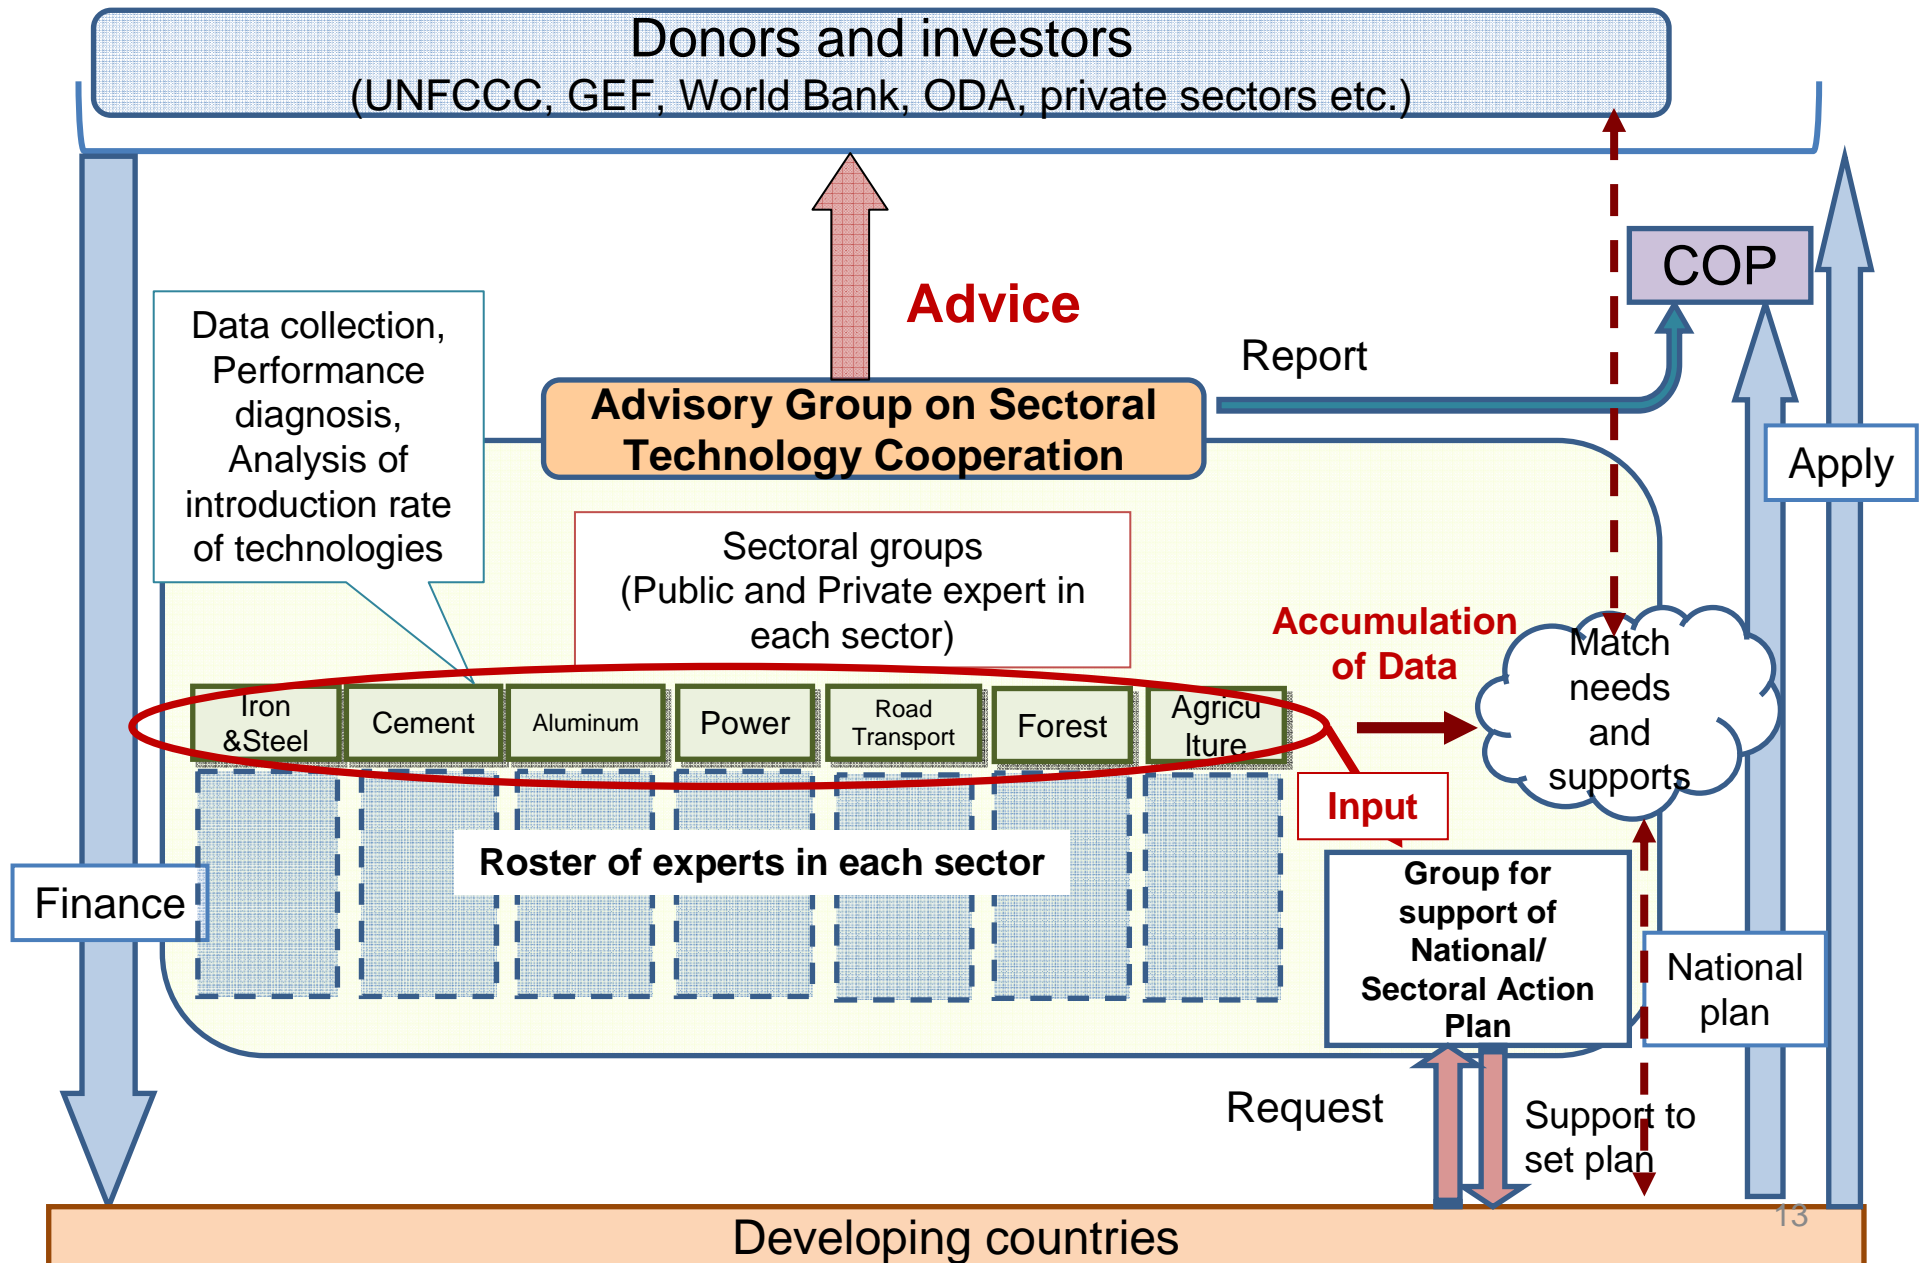 Donors and investors
(UNFCCC, GEF, World Bank, ODA, private sectors etc.)
COP
Advice
Data collection,
Performance
diagnosis,
Analysis of
introduction rate
of technologies
Report
Advisory Group on Sectoral
Technology Cooperation
Apply
Sectoral groups
(Public and Private expert in
each sector)
Accumulation
of Data
Match
needs
and
supports
Iron
&Steel
Cement
Aluminum
Power
Road
Transport
Forest
Agricu
lture
Input
Roster of experts in each sector
Finance
Group for
support of
National/
Sectoral Action
Plan
National
plan
Request
Support to
set plan
13
Developing countries